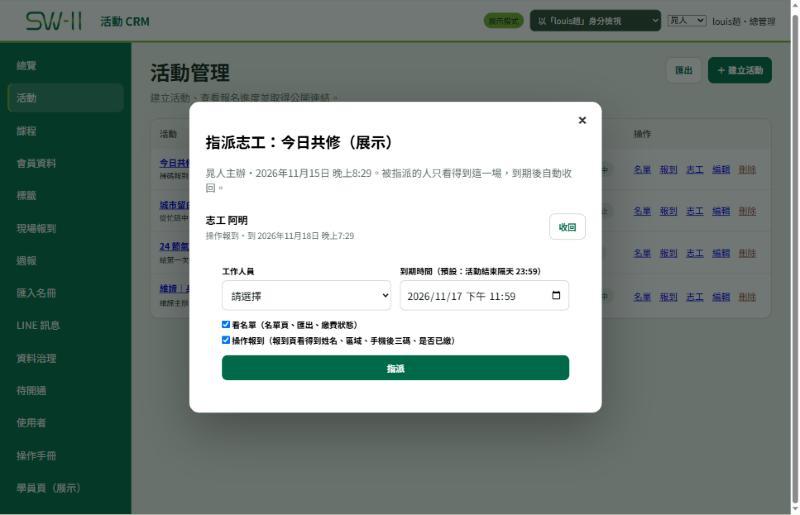 SW-II 活動 CRM
展示模式
以「louis趙」身分檢視
晁人
louis趙・總管理
總覽
活動
課程
會員資料
標籤
現場報到
週報
匯入名冊
LINE 訊息
資料治理
待開通
使用者
操作手冊
學員頁（展示）
活動管理
匯出
＋ 建立活動
建立活動、查看報名進度並取得公開連結。
活動
操作
今日共修
名單 報到 志工 編輯 刪除
城市留白
名單 報到 志工 編輯 刪除
24 節氣
名單 報到 志工 編輯 刪除
名單 報到 志工 編輯 刪除
×
指派志工：今日共修（展示）
晁人主辦・2026年11月15日 晚上8:29。被指派的人只看得到這一場，到期後自動收
回。
志工 阿明
操作報到・到 2026年11月18日 晚上7:29
收回
工作人員
到期時間（預設：活動結束隔天 23:59）
請選擇
2026/11/17 下午 11:59
看名單（名單頁、匯出、繳費狀態）
操作報到（報到頁看得到姓名、區域、手機後三碼、是否已繳）
指派